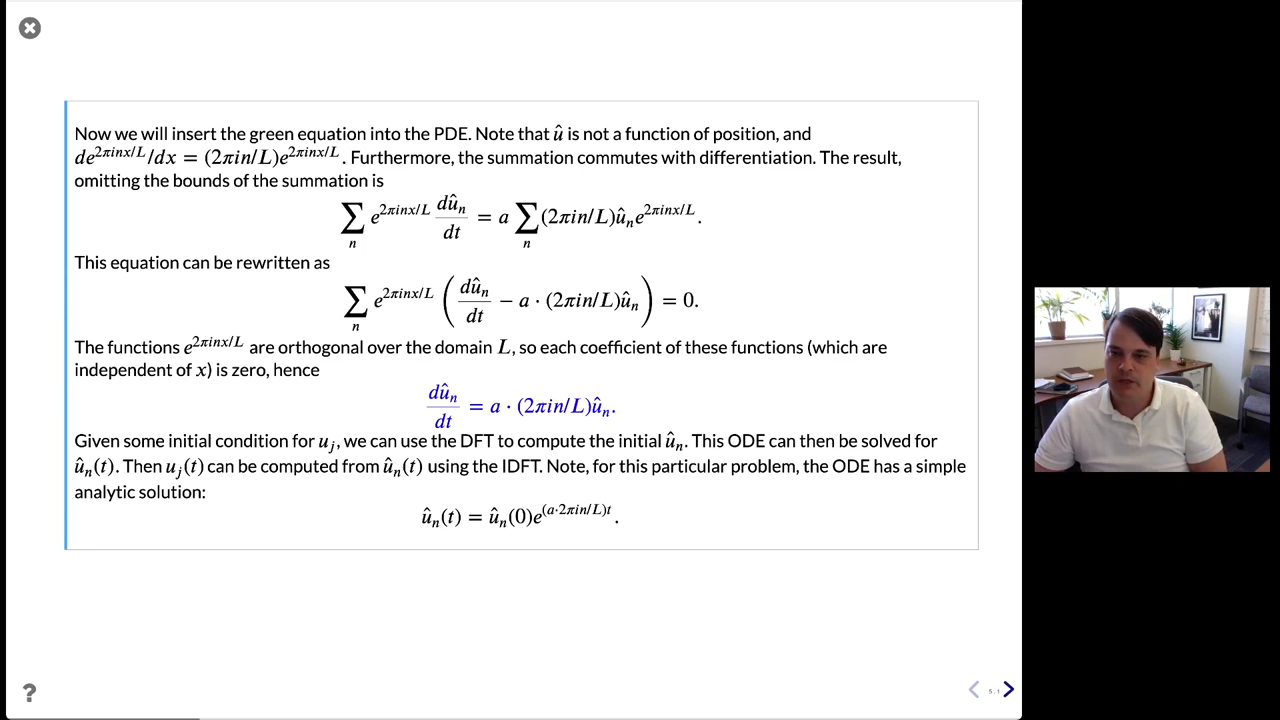 Now we will insert the green equation into the PDE. Note that û is not a function of position, and
de^{2πinx/L}/dx = (2πin/L)e^{2πinx/L}. Furthermore, the summation commutes with differentiation. The result,
omitting the bounds of the summation is
∑_n e^{2πinx/L} dû_n/dt = a ∑_n (2πin/L)û_n e^{2πinx/L}.
This equation can be rewritten as
∑_n e^{2πinx/L} (dû_n/dt − a · (2πin/L)û_n) = 0.
The functions e^{2πinx/L} are orthogonal over the domain L, so each coefficient of these functions (which are
independent of x) is zero, hence
dû_n/dt = a · (2πin/L)û_n.
Given some initial condition for u_j, we can use the DFT to compute the initial û_n. This ODE can then be solved for
û_n(t). Then u_j(t) can be computed from û_n(t) using the IDFT. Note, for this particular problem, the ODE has a simple
analytic solution:
û_n(t) = û_n(0)e^{(a·2πin/L)t}.
?
5.1